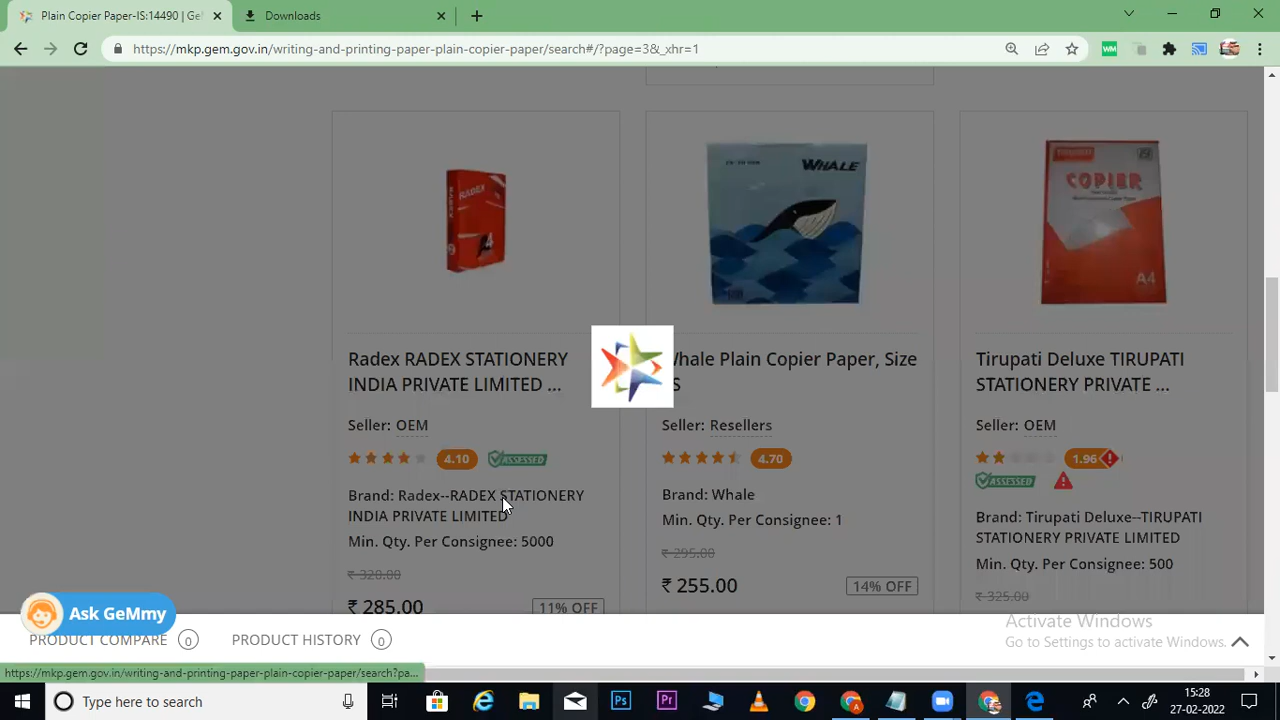 Plain Copier Paper-IS:14490 | Ge
Downloads
https://mkp.gem.gov.in/writing-and-printing-paper-plain-copier-paper/search#/?page=3&_xhr=1
WM
RADEX
WHALE
COPIER
A4
Radex RADEX STATIONERY
INDIA PRIVATE LIMITED ...
Seller: OEM
4.10 ASSESSED
Brand: Radex--RADEX STATIONERY
INDIA PRIVATE LIMITED
Min. Qty. Per Consignee: 5000
₹ 320.00
₹ 285.00 11% OFF
Whale Plain Copier Paper, Size
Seller: Resellers
4.70
Brand: Whale
Min. Qty. Per Consignee: 1
₹ 295.00
₹ 255.00 14% OFF
Tirupati Deluxe TIRUPATI
STATIONERY PRIVATE ...
Seller: OEM
1.96
ASSESSED
Brand: Tirupati Deluxe--TIRUPATI
STATIONERY PRIVATE LIMITED
Min. Qty. Per Consignee: 500
₹ 325.00
Ask GeMmy
PRODUCT COMPARE 0
PRODUCT HISTORY 0
Activate Windows
Go to Settings to activate Windows.
https://mkp.gem.gov.in/writing-and-printing-paper-plain-copier-paper/search?pa...
Type here to search
Ps
Pr
A
15:28
27-02-2022